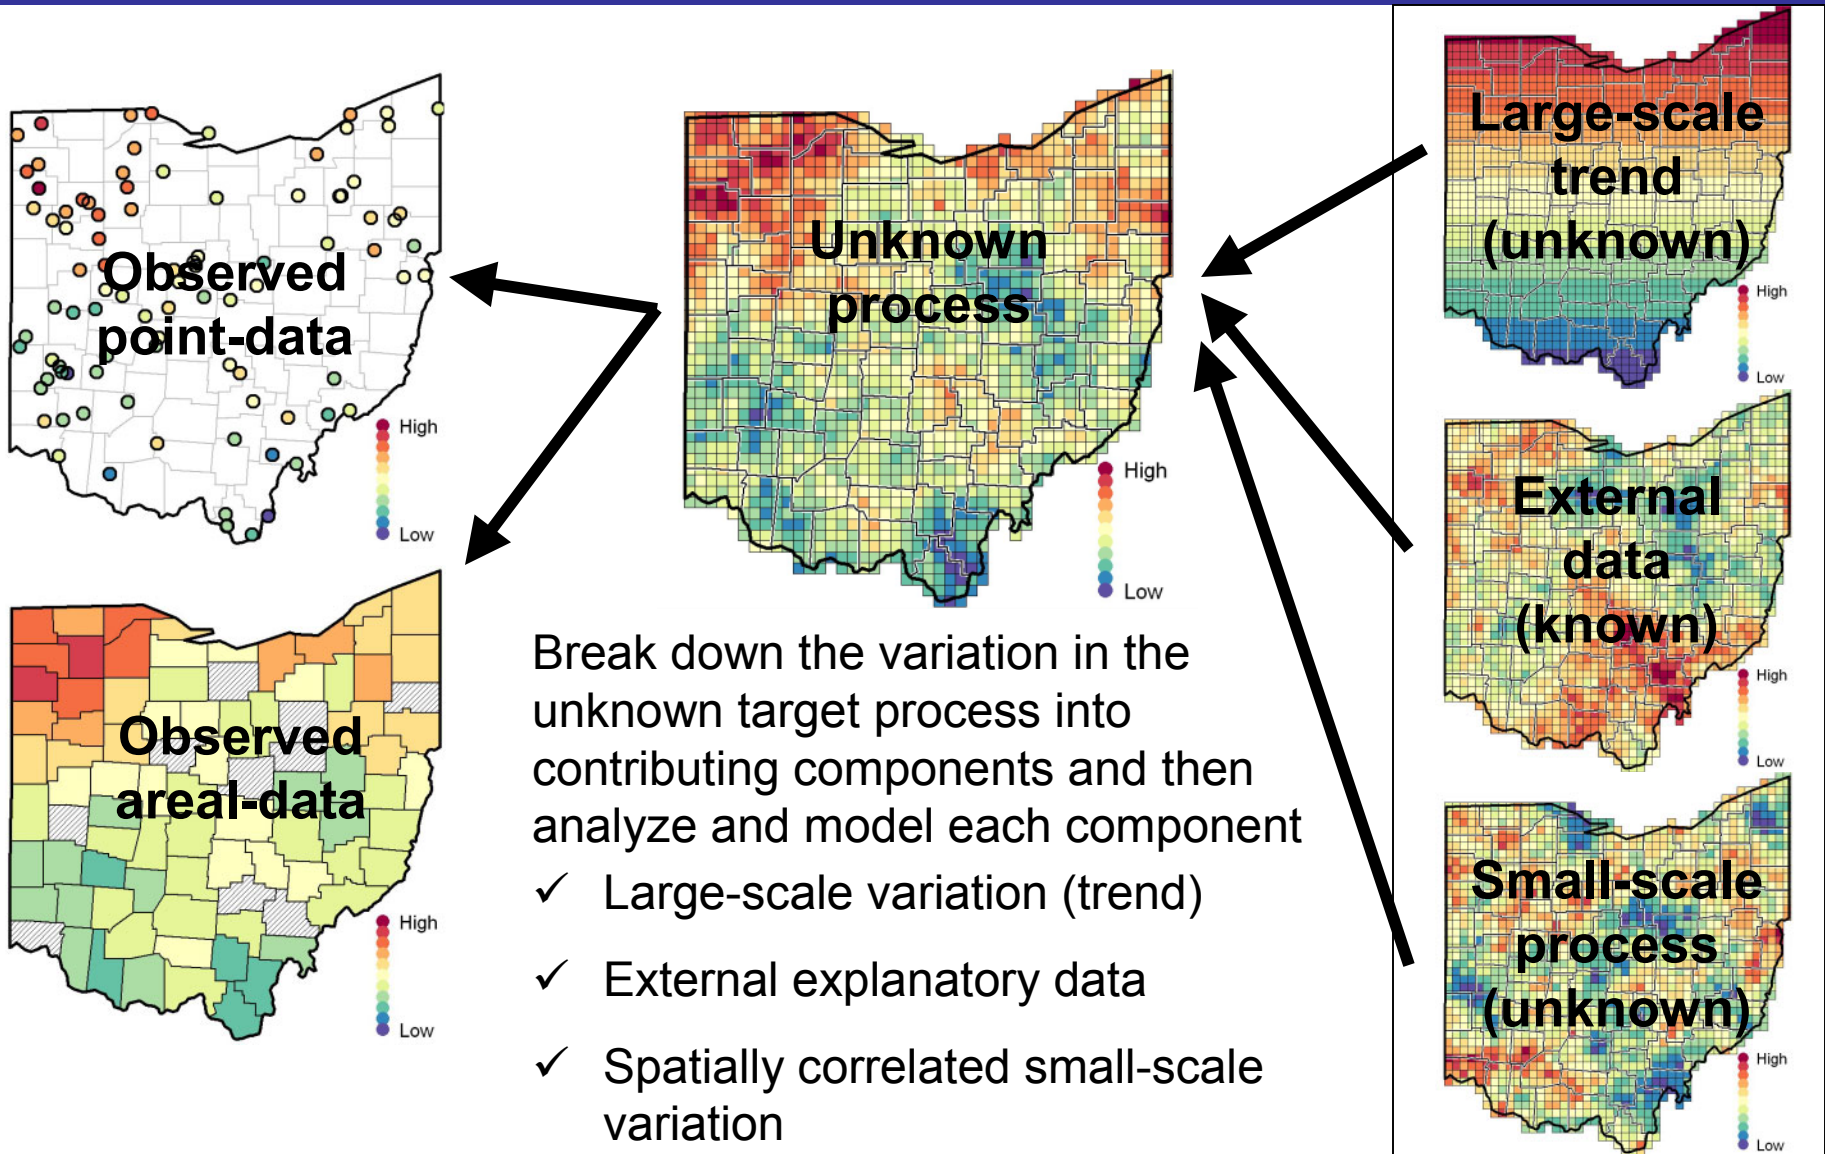 Observed
point-data
High
Low
Observed
areal-data
High
Low
Unknown
process
High
Low
Break down the variation in the
unknown target process into
contributing components and then
analyze and model each component
✓ Large-scale variation (trend)
✓ External explanatory data
✓ Spatially correlated small-scale
variation
Large-scale
trend
(unknown)
High
Low
External
data
(known)
High
Low
Small-scale
process
(unknown)
High
Low